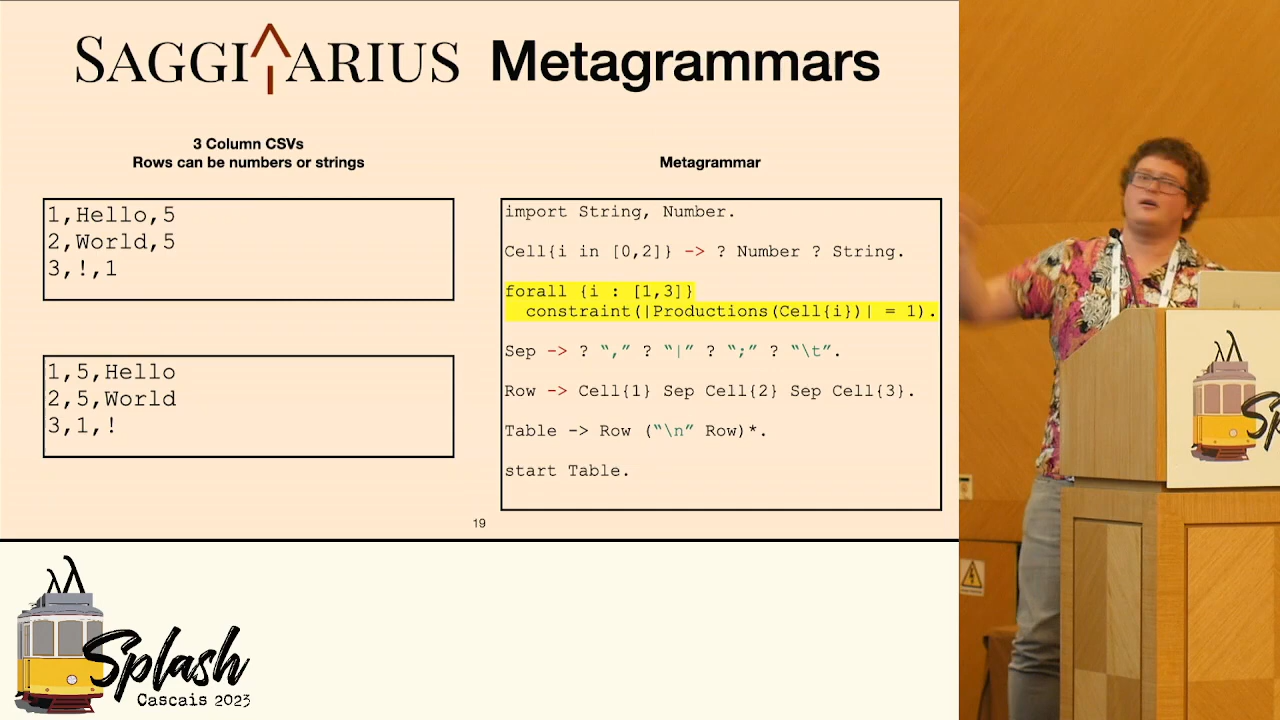 SAGGITARIUS Metagrammars
3 Column CSVs
Rows can be numbers or strings
1,Hello,5
2,World,5
3,!,1
1,5,Hello
2,5,World
3,1,!
Metagrammar
import String, Number.
Cell{i in [0,2]} -> ? Number ? String.
forall {i : [1,3]}
constraint(|Productions(Cell{i})| = 1).
Sep -> ? “,” ? “|” ? “;” ? “\t”.
Row -> Cell{1} Sep Cell{2} Sep Cell{3}.
Table -> Row (“\n” Row)*.
start Table.
19
Splash
Cascais 2023